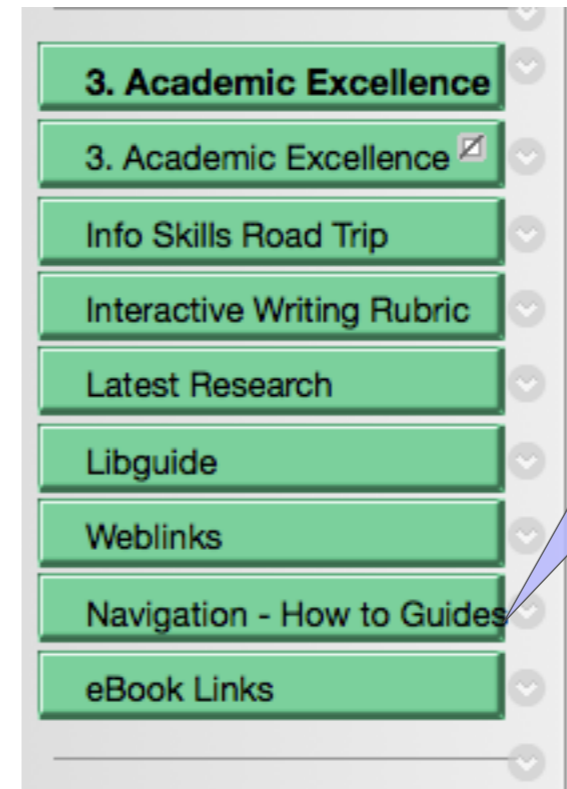 3. Academic Excellence
3. Academic Excellence
Info Skills Road Trip
Interactive Writing Rubric
Latest Research
Libguide
Weblinks
Navigation - How to Guides
eBook Links